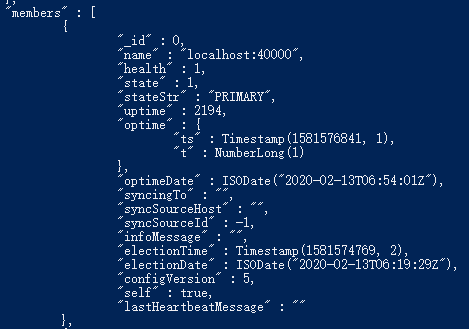 },
"members" : [
{
"_id" : 0,
"name" : "localhost:40000",
"health" : 1,
"state" : 1,
"stateStr" : "PRIMARY",
"uptime" : 2194,
"optime" : {
"ts" : Timestamp(1581576841, 1),
"t" : NumberLong(1)
},
"optimeDate" : ISODate("2020-02-13T06:54:01Z"),
"syncingTo" : "",
"syncSourceHost" : "",
"syncSourceId" : -1,
"infoMessage" : "",
"electionTime" : Timestamp(1581574769, 2),
"electionDate" : ISODate("2020-02-13T06:19:29Z"),
"configVersion" : 5,
"self" : true,
"lastHeartbeatMessage" : ""
},